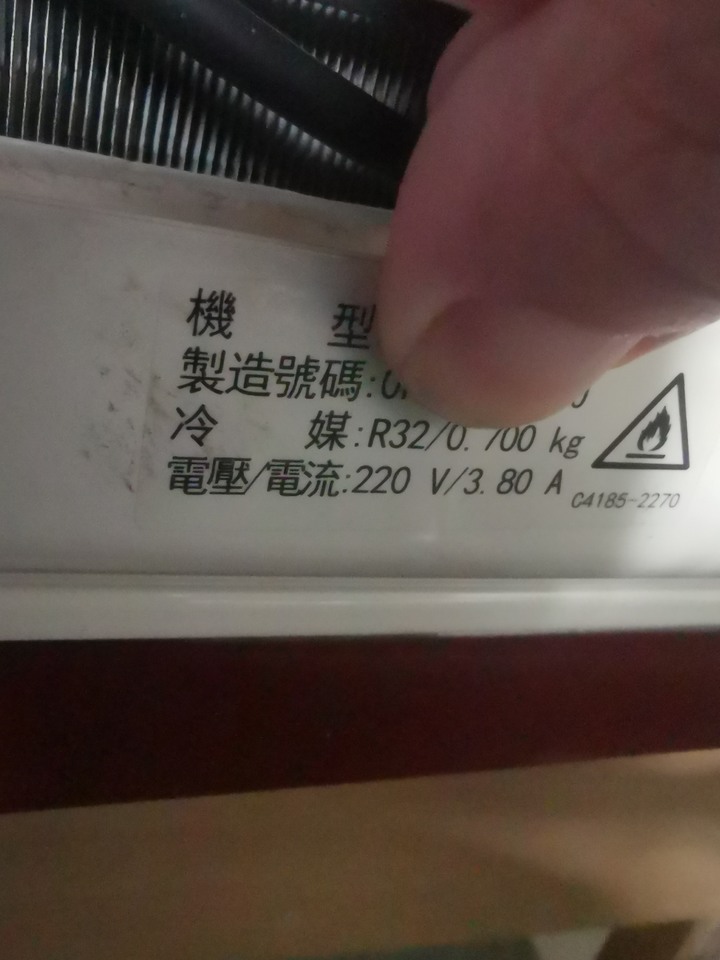 機 型
製造號碼:
冷 媒:R32/0.700 kg
電壓/電流:220 V/3.80 A
C4185-2270